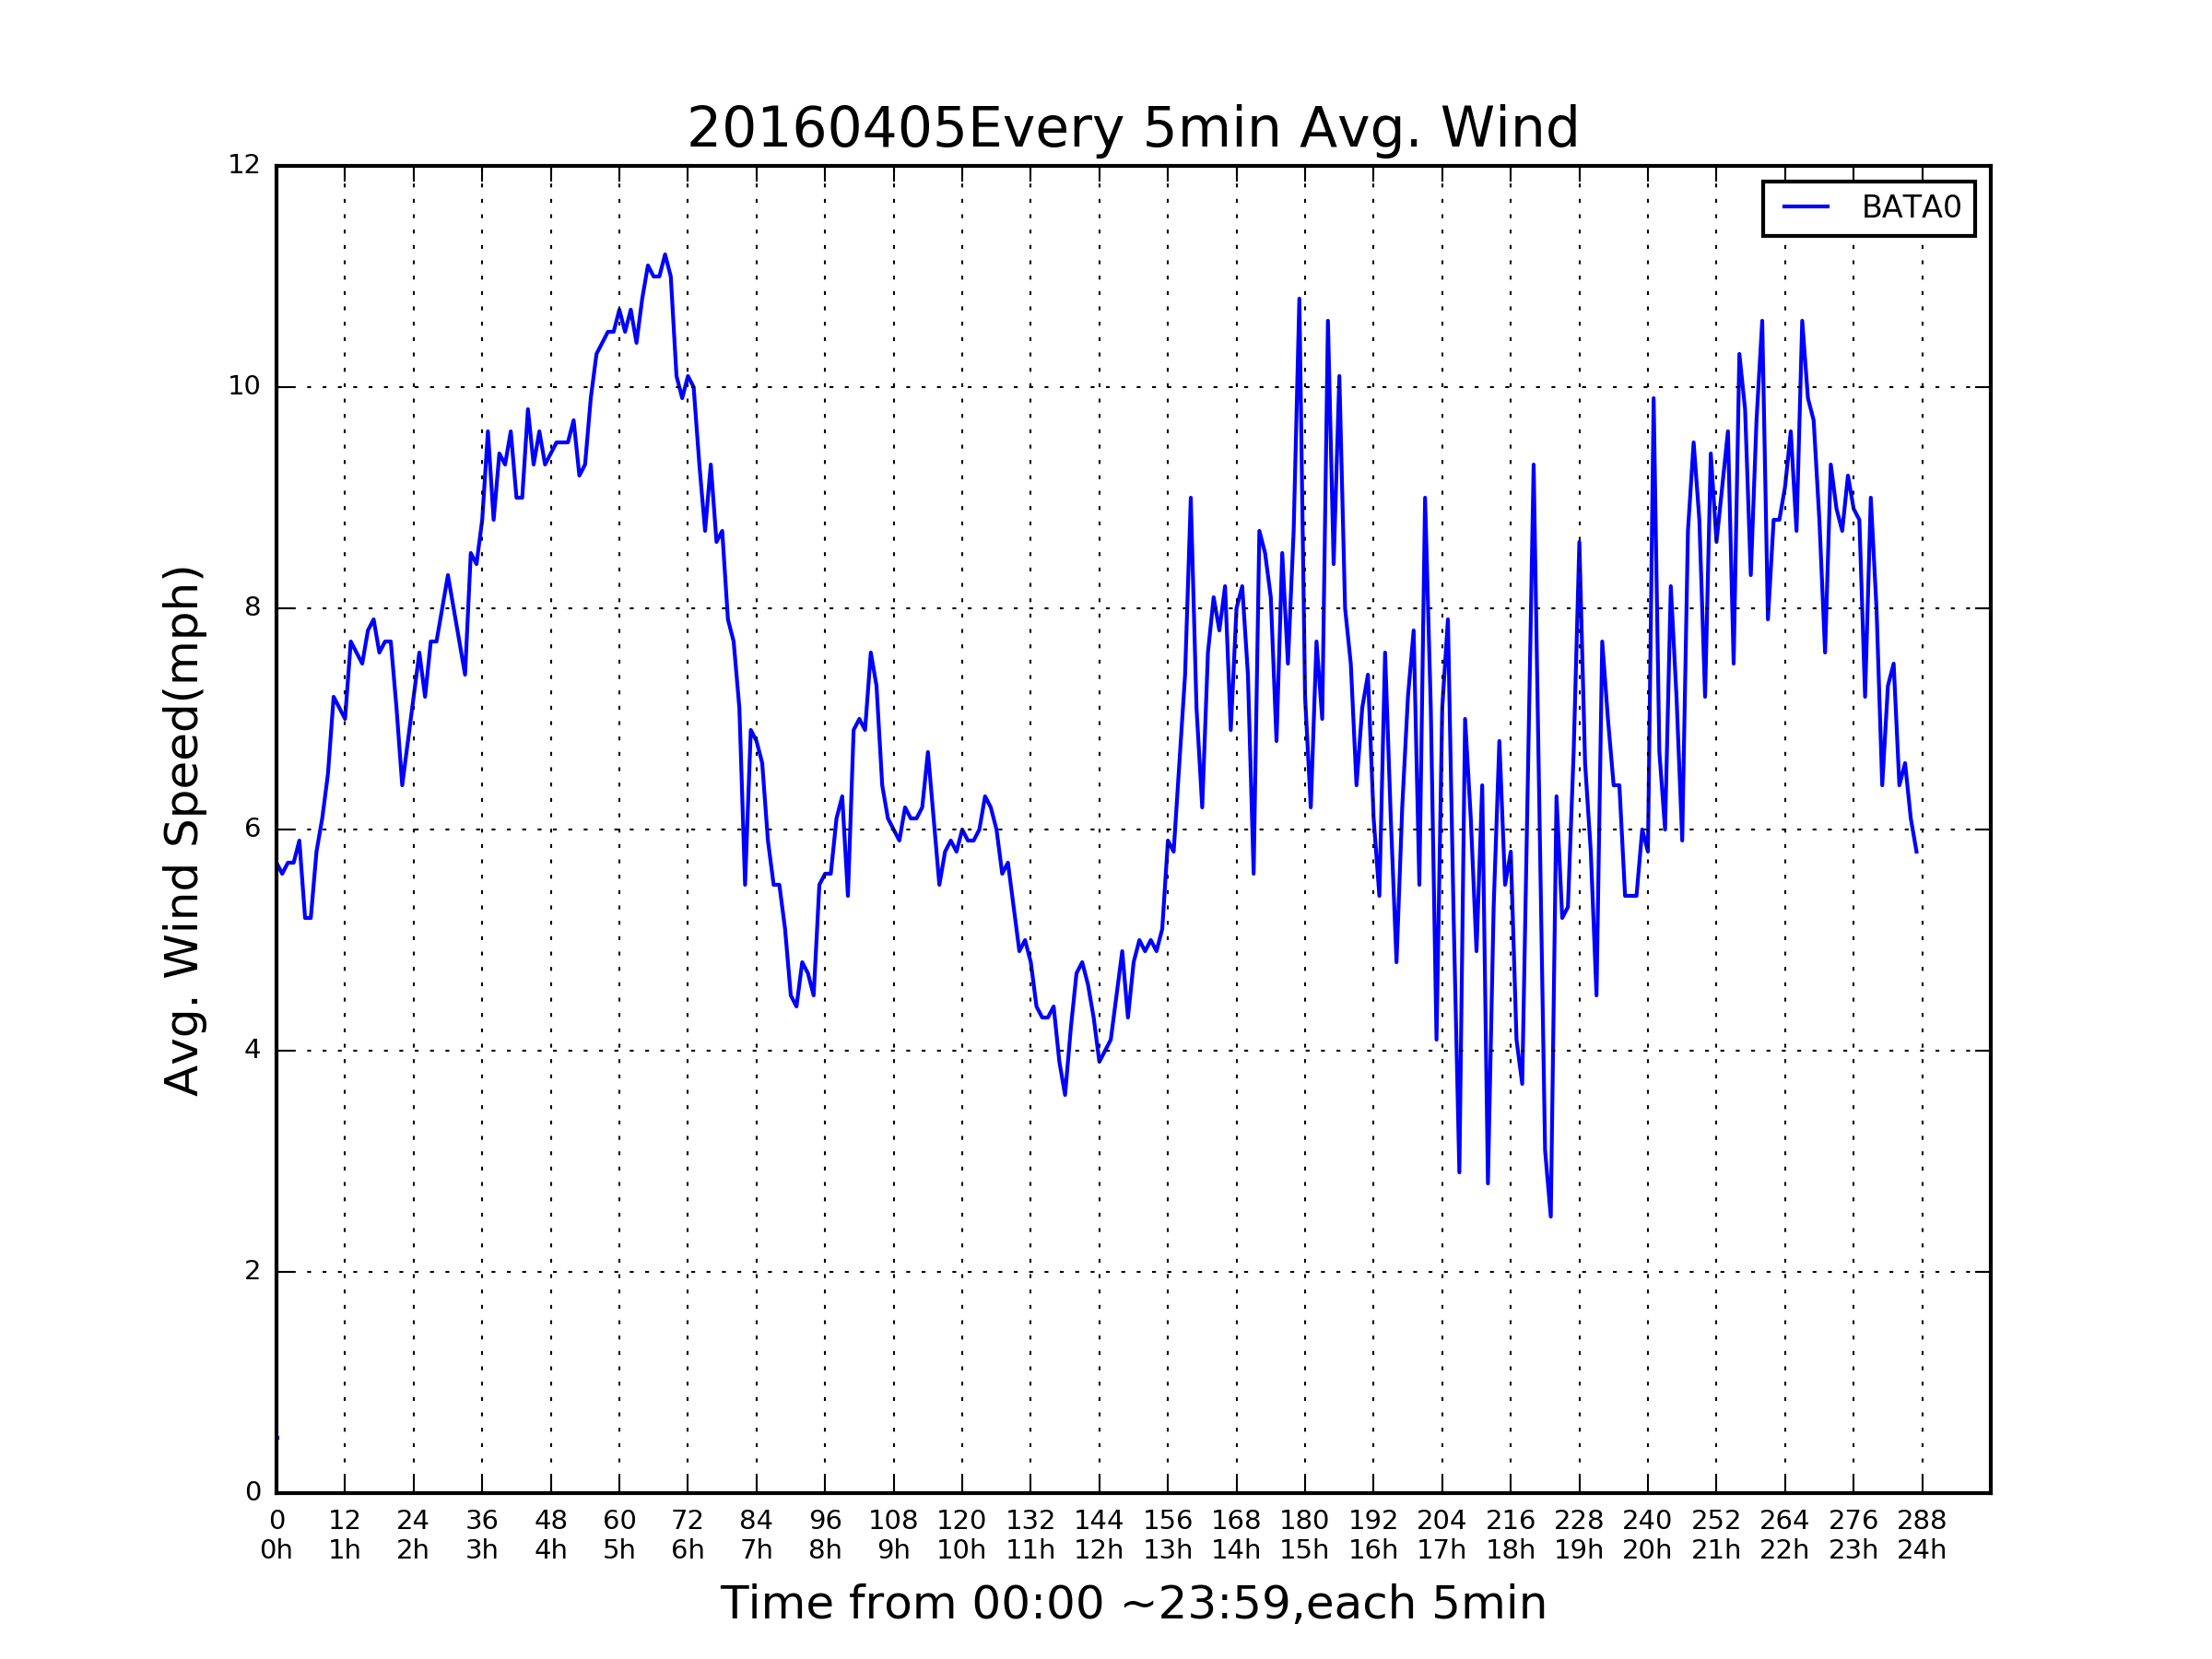 20160405Every 5min Avg. Wind
BATA0
Avg. Wind Speed(mph)
12
10
8
6
4
2
0
0 12 24 36 48 60 72 84 96 108 120 132 144 156 168 180 192 204 216 228 240 252 264 276 288
0h 1h 2h 3h 4h 5h 6h 7h 8h 9h 10h 11h 12h 13h 14h 15h 16h 17h 18h 19h 20h 21h 22h 23h 24h
Time from 00:00 ~23:59,each 5min